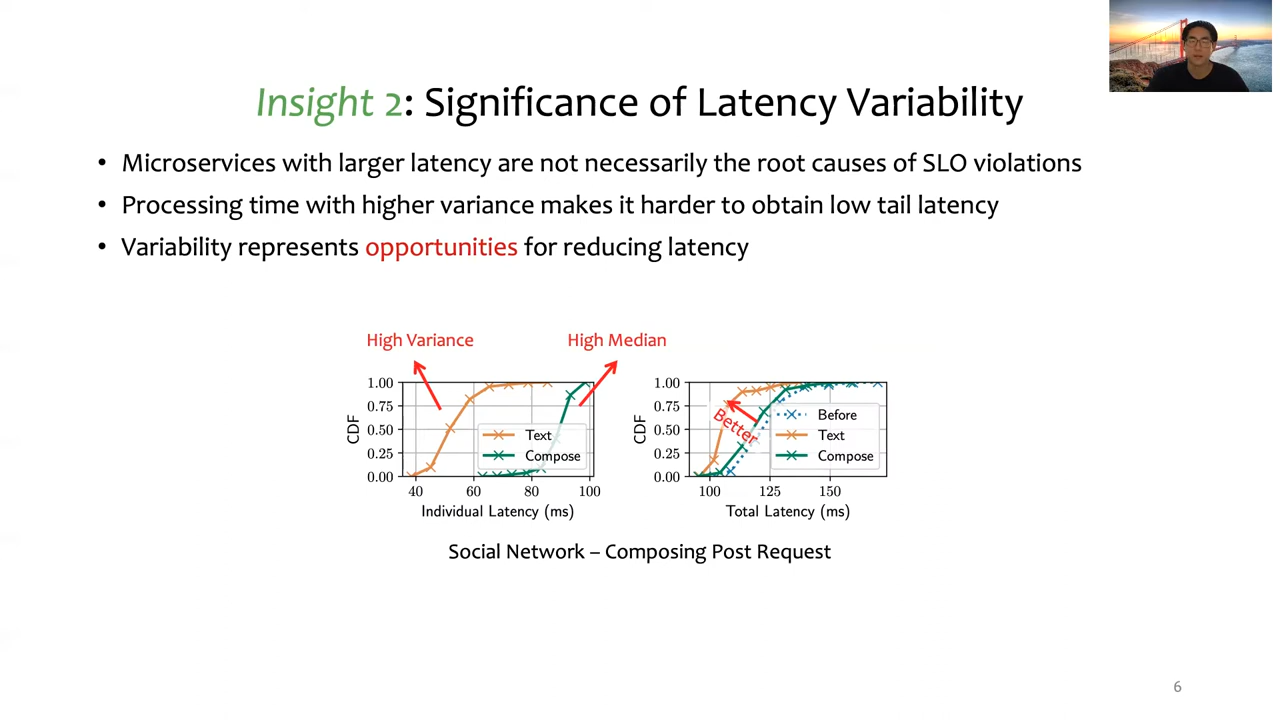 Insight 2: Significance of Latency Variability
• Microservices with larger latency are not necessarily the root causes of SLO violations
• Processing time with higher variance makes it harder to obtain low tail latency
• Variability represents opportunities for reducing latency
High Variance
High Median
1.00
0.75
0.50
0.25
0.00
CDF
Text
Compose
40
60
80
100
Individual Latency (ms)
1.00
0.75
0.50
0.25
0.00
CDF
Better
Before
Text
Compose
100
125
150
Total Latency (ms)
Social Network – Composing Post Request
6